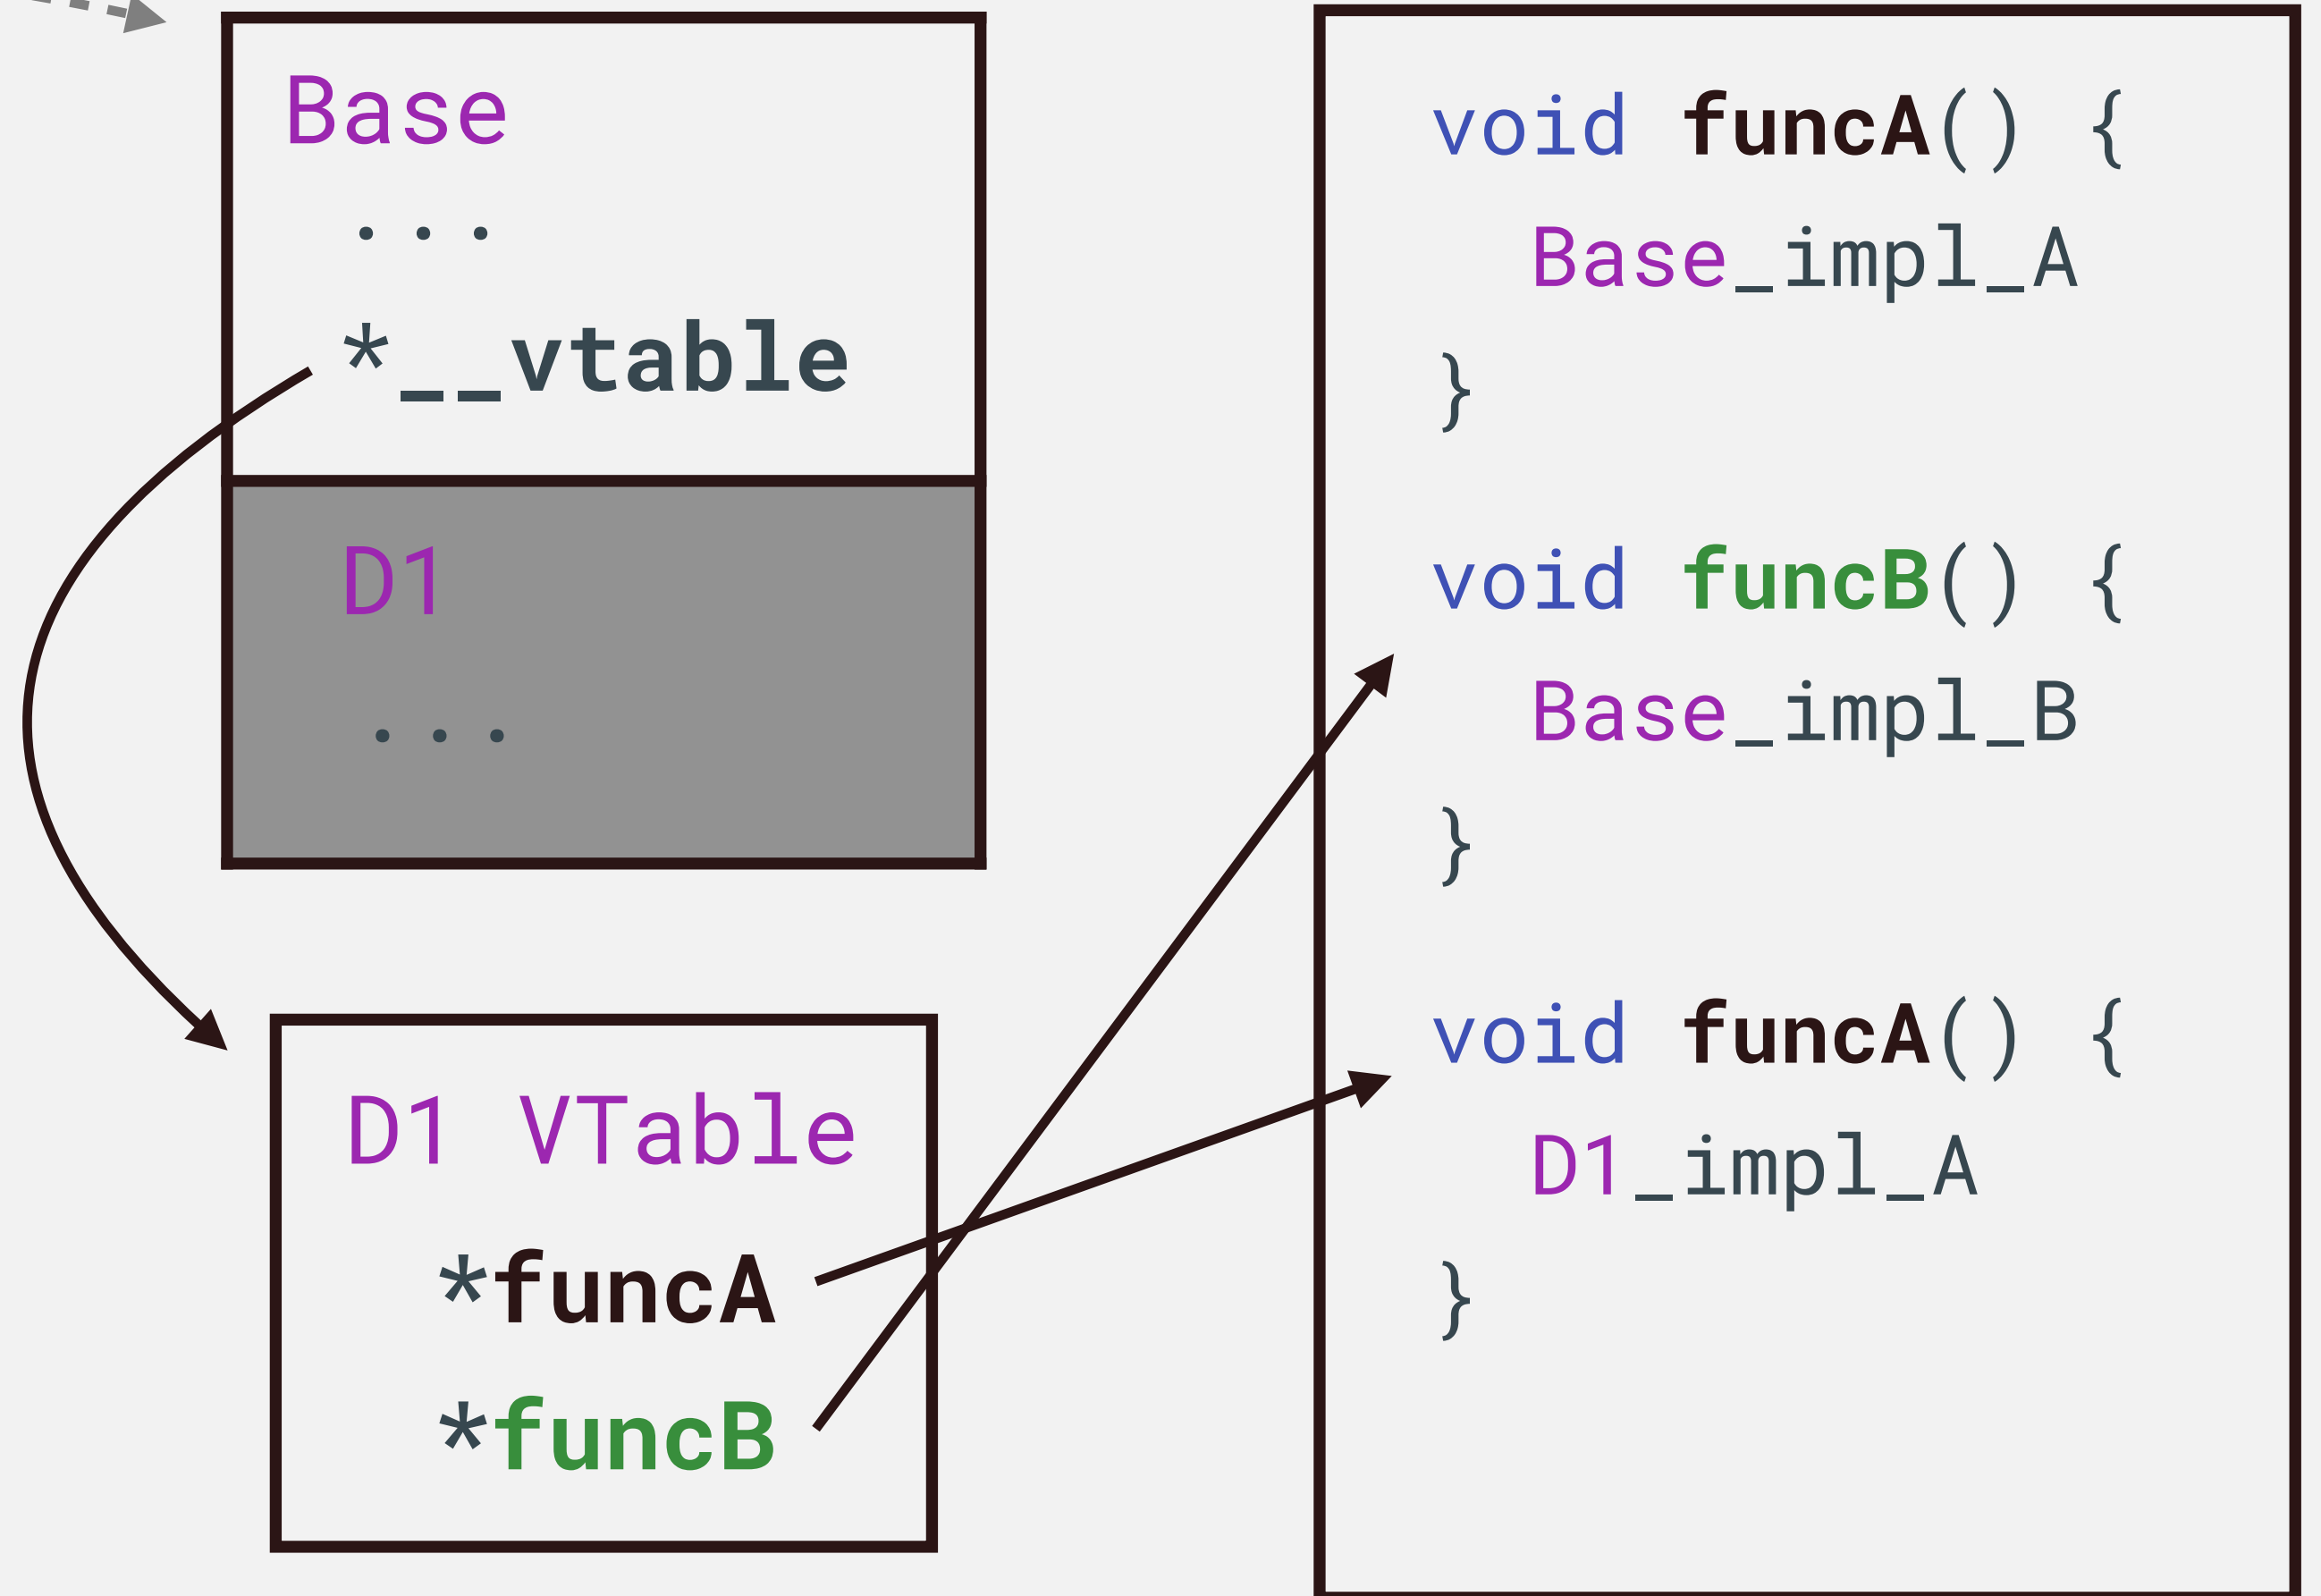 Base
...
*__vtable
D1
...
D1 VTable
*funcA
*funcB
void funcA() {
Base_impl_A
}
void funcB() {
Base_impl_B
}
void funcA() {
D1_impl_A
}